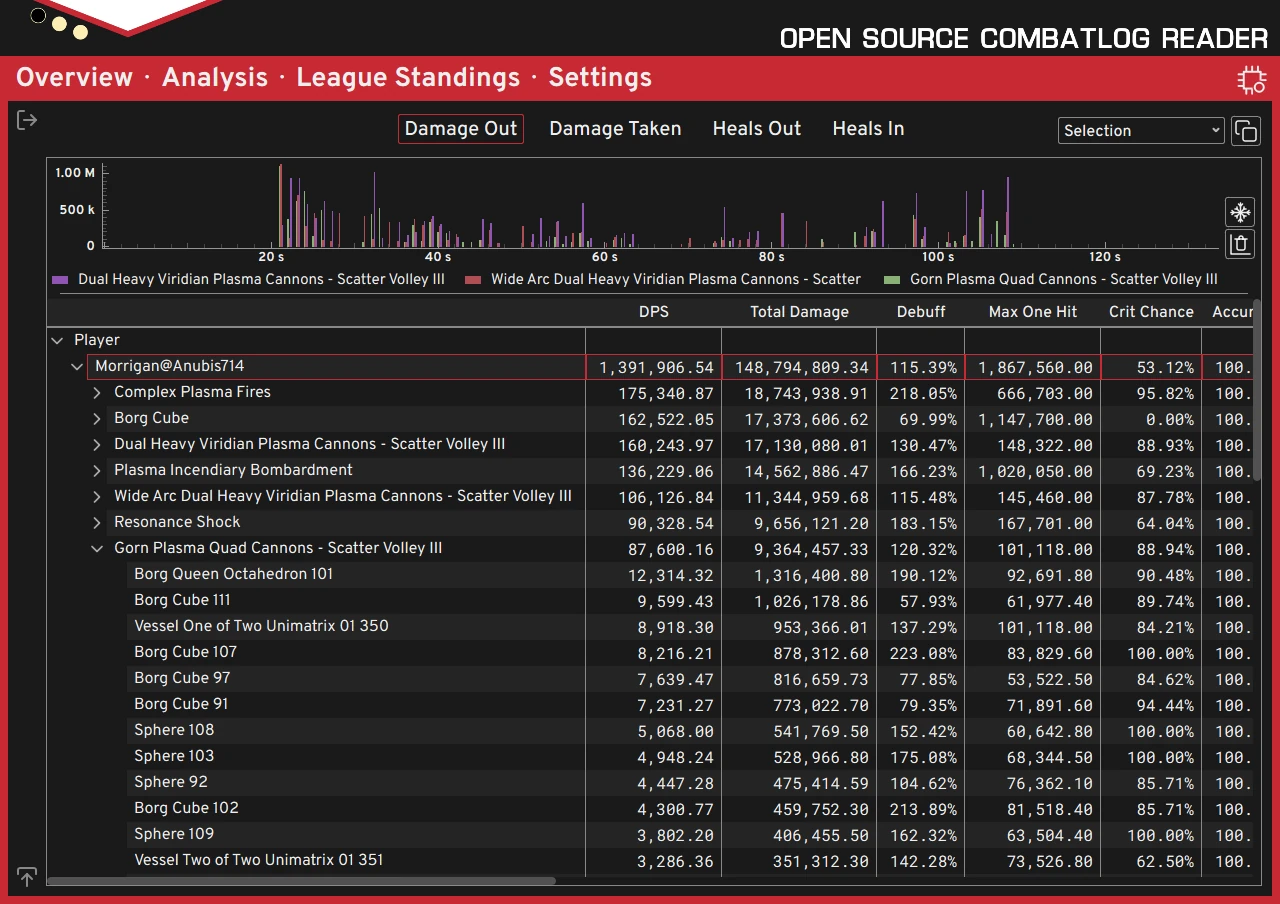 OPEN SOURCE COMBATLOG READER
Overview · Analysis · League Standings · Settings
Damage Out Damage Taken Heals Out Heals In Selection
1.00 M
500 k
0
20 s 40 s 60 s 80 s 100 s 120 s
Dual Heavy Viridian Plasma Cannons - Scatter Volley III Wide Arc Dual Heavy Viridian Plasma Cannons - Scatter Gorn Plasma Quad Cannons - Scatter Volley III
DPS Total Damage Debuff Max One Hit Crit Chance Accur
Player
Morrigan@Anubis714 1,391,906.54 148,794,809.34 115.39% 1,867,560.00 53.12% 100.
Complex Plasma Fires 175,340.87 18,743,938.91 218.05% 666,703.00 95.82% 100.
Borg Cube 162,522.05 17,373,606.62 69.99% 1,147,700.00 0.00% 100.
Dual Heavy Viridian Plasma Cannons - Scatter Volley III 160,243.97 17,130,080.01 130.47% 148,322.00 88.93% 100.
Plasma Incendiary Bombardment 136,229.06 14,562,886.47 166.23% 1,020,050.00 69.23% 100.
Wide Arc Dual Heavy Viridian Plasma Cannons - Scatter Volley III 106,126.84 11,344,959.68 115.48% 145,460.00 87.78% 100.
Resonance Shock 90,328.54 9,656,121.20 183.15% 167,701.00 64.04% 100.
Gorn Plasma Quad Cannons - Scatter Volley III 87,600.16 9,364,457.33 120.32% 101,118.00 88.94% 100.
Borg Queen Octahedron 101 12,314.32 1,316,400.80 190.12% 92,691.80 90.48% 100.
Borg Cube 111 9,599.43 1,026,178.86 57.93% 61,977.40 89.74% 100.
Vessel One of Two Unimatrix 01 350 8,918.30 953,366.01 137.29% 101,118.00 84.21% 100.
Borg Cube 107 8,216.21 878,312.60 223.08% 83,829.60 100.00% 100.
Borg Cube 97 7,639.47 816,659.73 77.85% 53,522.50 84.62% 100.
Borg Cube 91 7,231.27 773,022.70 79.35% 71,891.60 94.44% 100.
Sphere 108 5,068.00 541,769.50 152.42% 60,642.80 100.00% 100.
Sphere 103 4,948.24 528,966.80 175.08% 68,344.50 100.00% 100.
Sphere 92 4,447.28 475,414.59 104.62% 76,362.10 85.71% 100.
Borg Cube 102 4,300.77 459,752.30 213.89% 81,518.40 85.71% 100.
Sphere 109 3,802.20 406,455.50 162.32% 63,504.40 100.00% 100.
Vessel Two of Two Unimatrix 01 351 3,286.36 351,312.30 142.28% 73,526.80 62.50% 100.